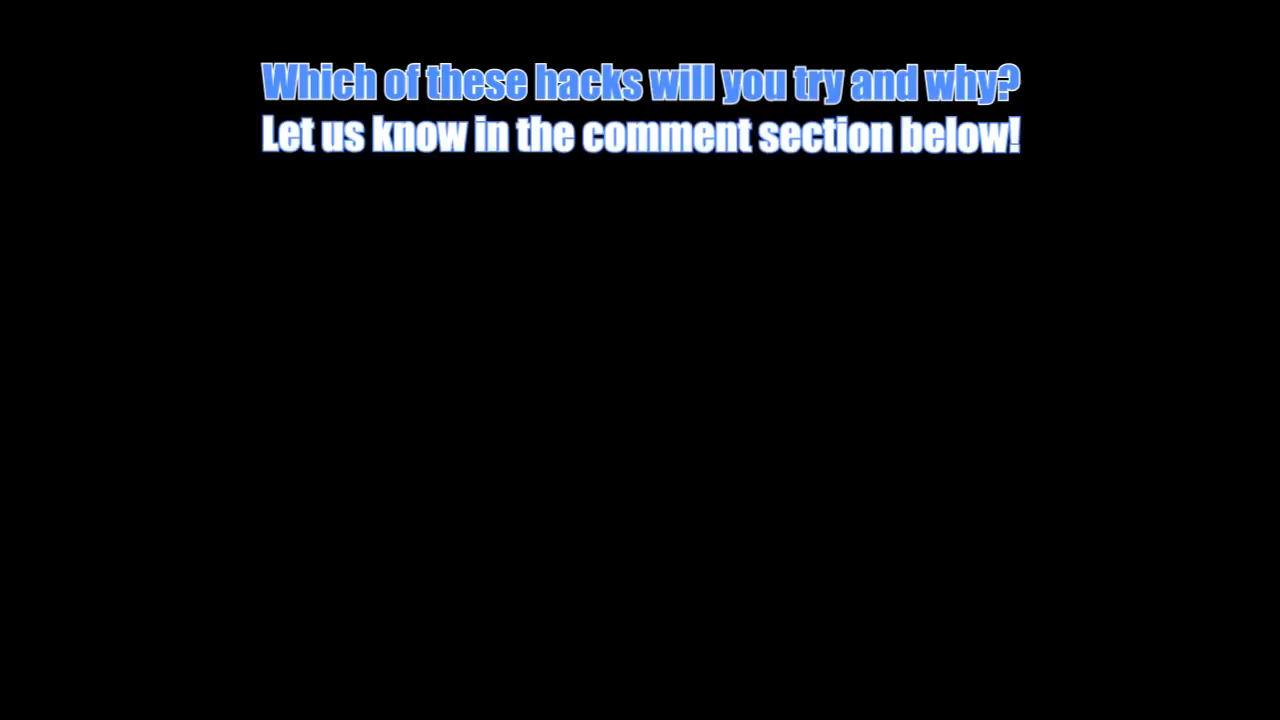 Which of these hacks will you try and why?
Let us know in the comment section below!